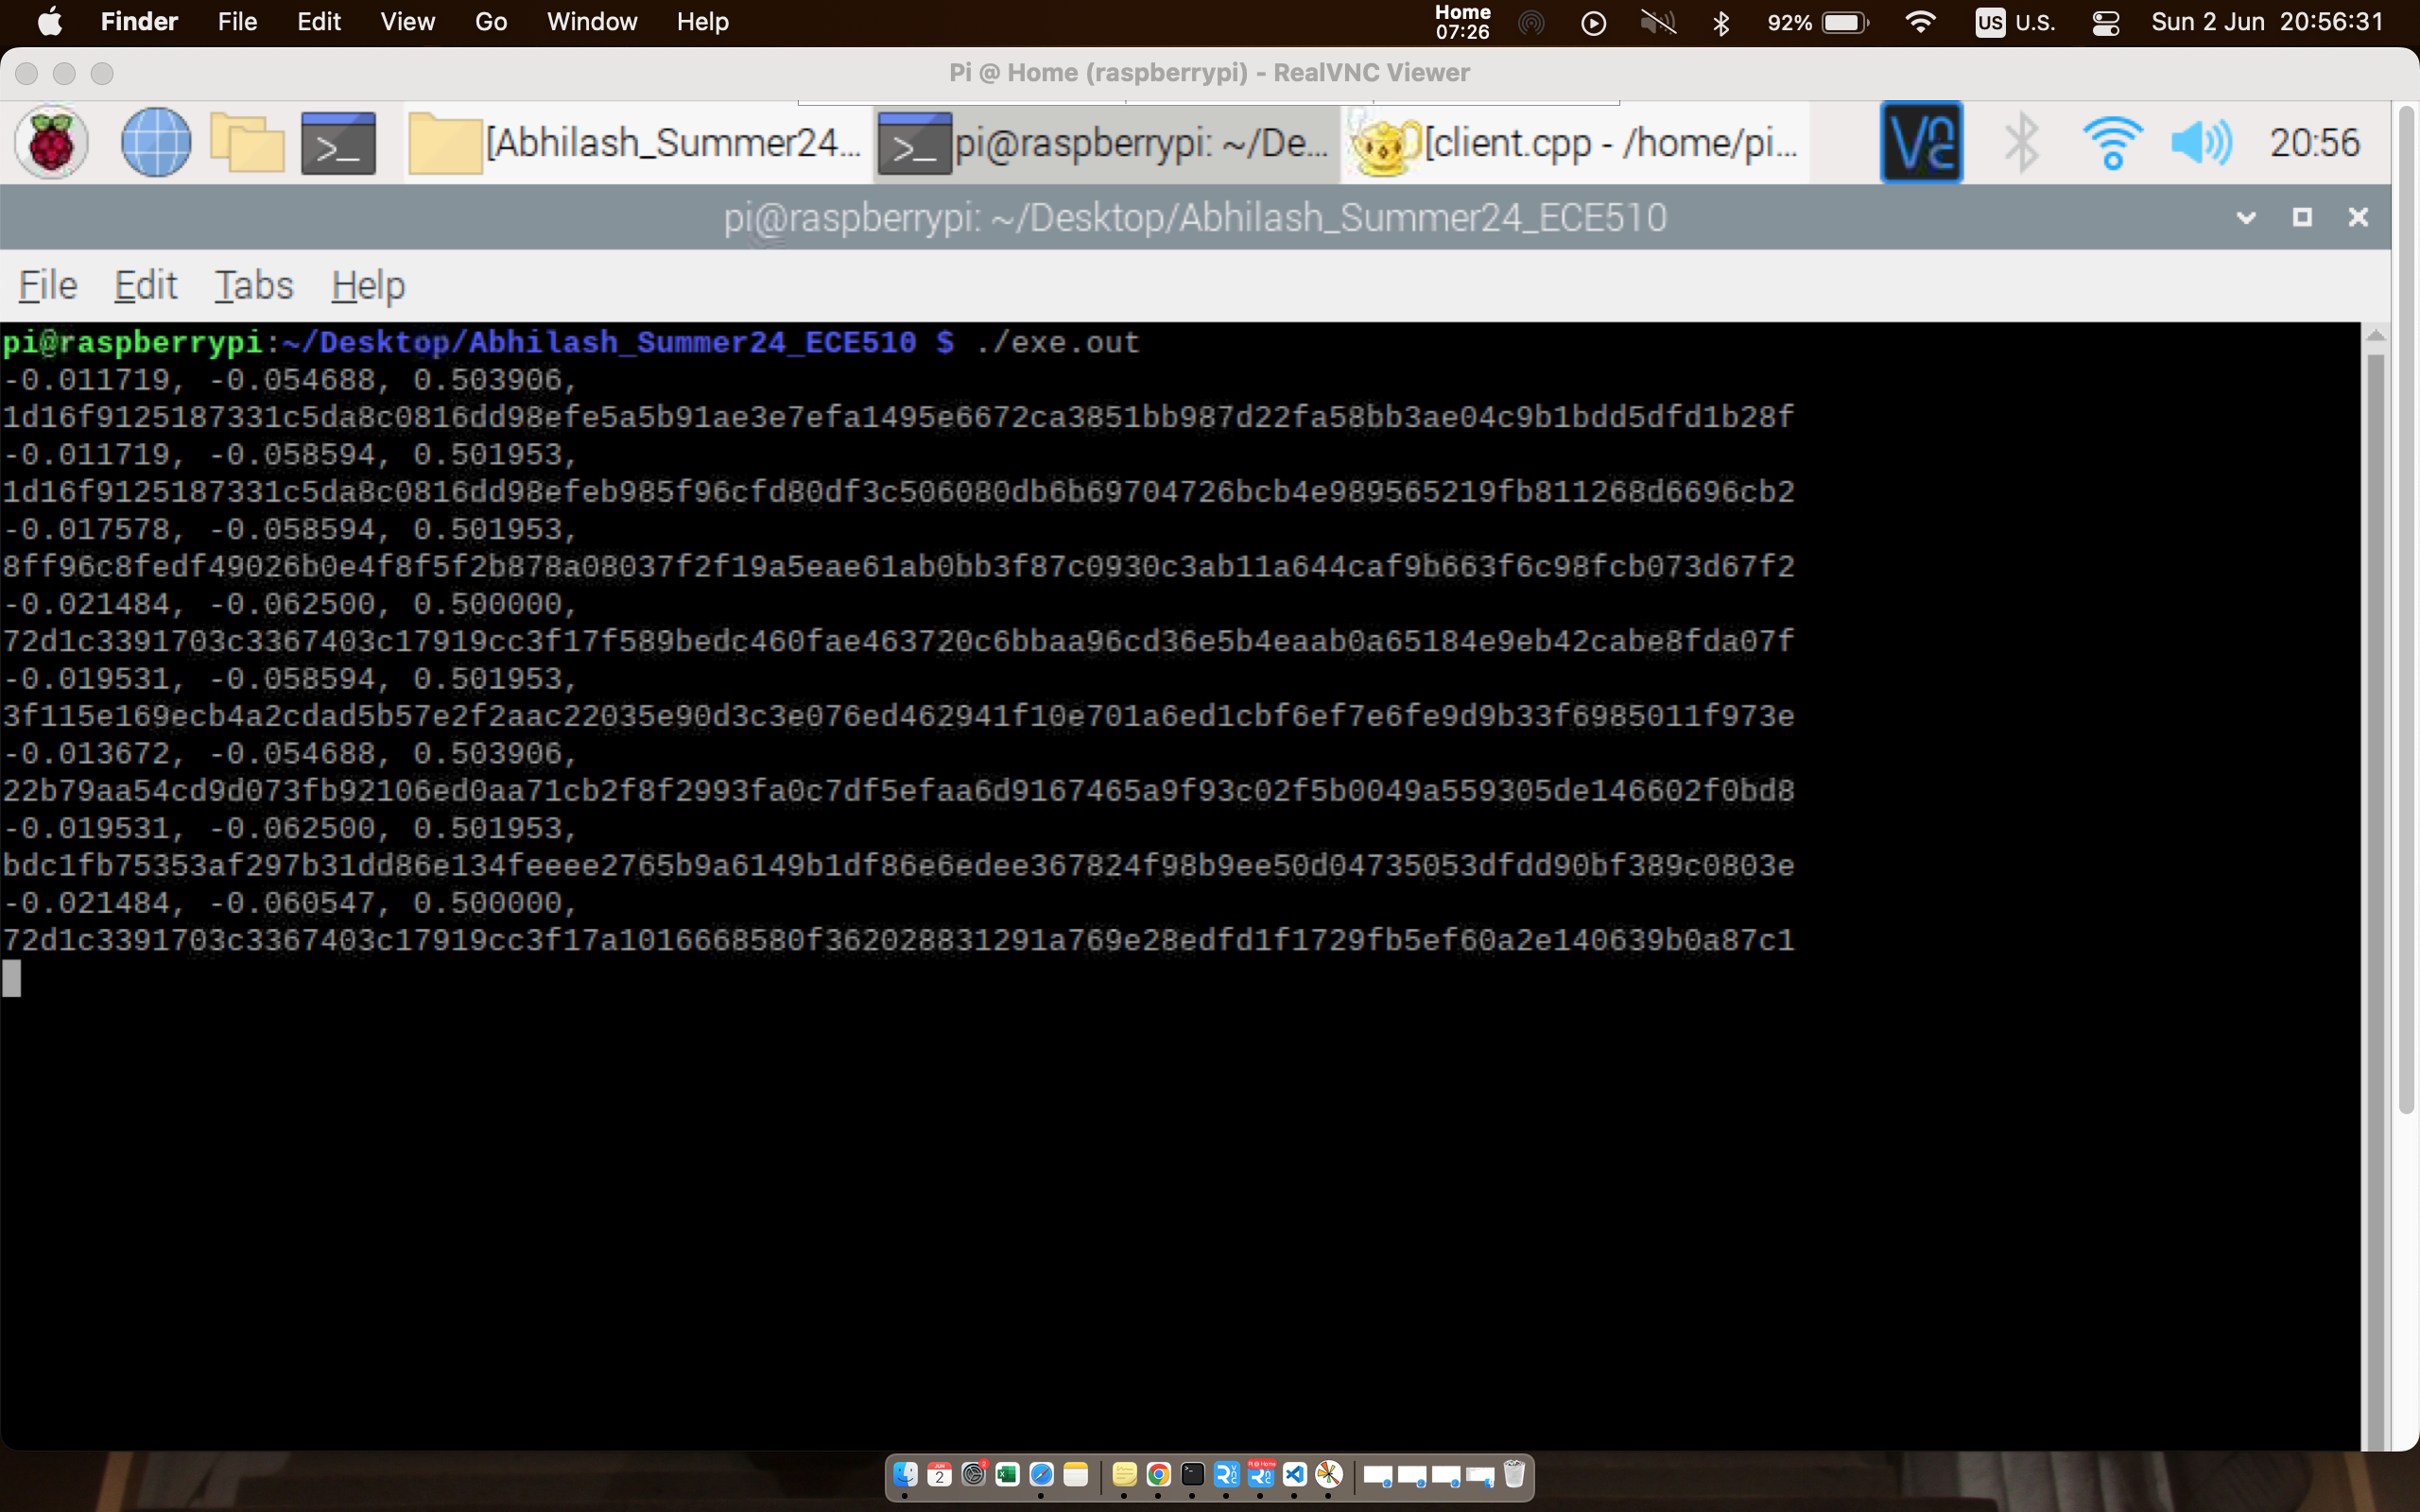 Finder File Edit View Go Window Help Home 07:26 92% US U.S. Sun 2 Jun 20:56:31
Pi @ Home (raspberrypi) - RealVNC Viewer
[Abhilash_Summer24... pi@raspberrypi: ~/De... [client.cpp - /home/pi... 20:56
pi@raspberrypi: ~/Desktop/Abhilash_Summer24_ECE510
File Edit Tabs Help
pi@raspberrypi:~/Desktop/Abhilash_Summer24_ECE510 $ ./exe.out
-0.011719, -0.054688, 0.503906,
1d16f9125187331c5da8c0816dd98efe5a5b91ae3e7efa1495e6672ca3851bb987d22fa58bb3ae04c9b1bdd5dfd1b28f
-0.011719, -0.058594, 0.501953,
1d16f9125187331c5da8c0816dd98efeb985f96cfd80df3c506080db6b69704726bcb4e989565219fb811268d6696cb2
-0.017578, -0.058594, 0.501953,
8ff96c8fedf49026b0e4f8f5f2b878a08037f2f19a5eae61ab0bb3f87c0930c3ab11a644caf9b663f6c98fcb073d67f2
-0.021484, -0.062500, 0.500000,
72d1c3391703c3367403c17919cc3f17f589bedc460fae463720c6bbaa96cd36e5b4eaab0a65184e9eb42cabe8fda07f
-0.019531, -0.058594, 0.501953,
3f115e169ecb4a2cdad5b57e2f2aac22035e90d3c3e076ed462941f10e701a6ed1cbf6ef7e6fe9d9b33f6985011f973e
-0.013672, -0.054688, 0.503906,
22b79aa54cd9d073fb92106ed0aa71cb2f8f2993fa0c7df5efaa6d9167465a9f93c02f5b0049a559305de146602f0bd8
-0.019531, -0.062500, 0.501953,
bdc1fb75353af297b31dd86e134feeee2765b9a6149b1df86e6edee367824f98b9ee50d04735053dfdd90bf389c0803e
-0.021484, -0.060547, 0.500000,
72d1c3391703c3367403c17919cc3f17a1016668580f362028831291a769e28edfd1f1729fb5ef60a2e140639b0a87c1